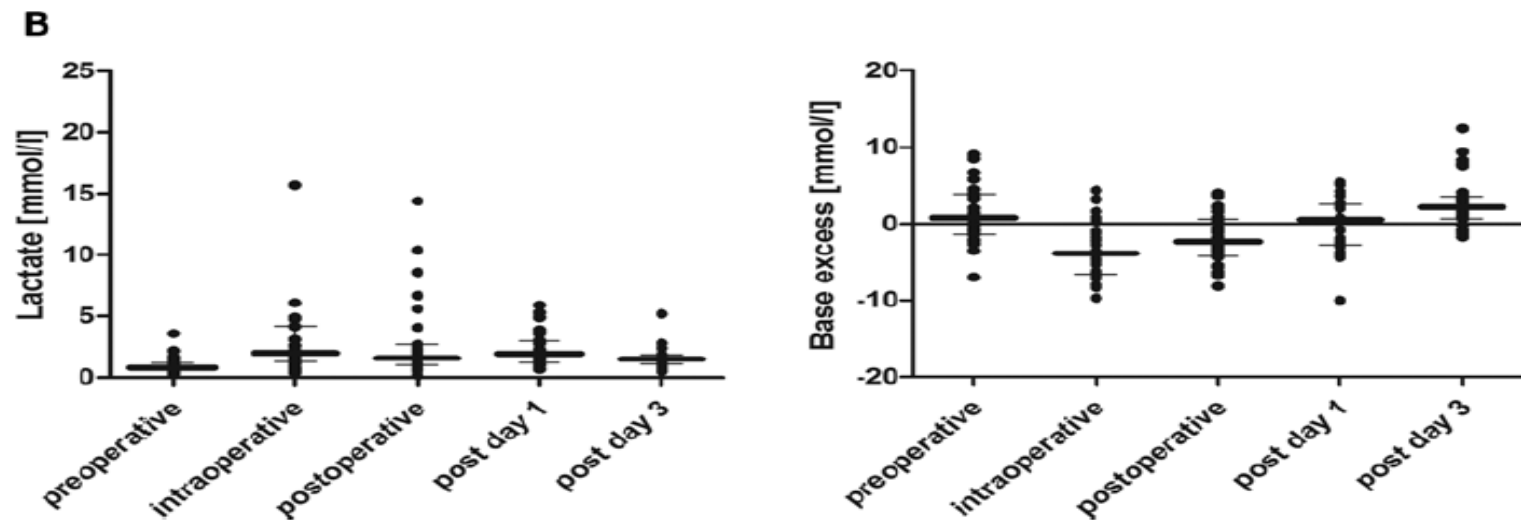 B
Lactate [mmol/l]
25
20
15
10
5
0
preoperative
intraoperative
postoperative
post day 1
post day 3
Base excess [mmol/l]
20
10
0
-10
-20
preoperative
intraoperative
postoperative
post day 1
post day 3